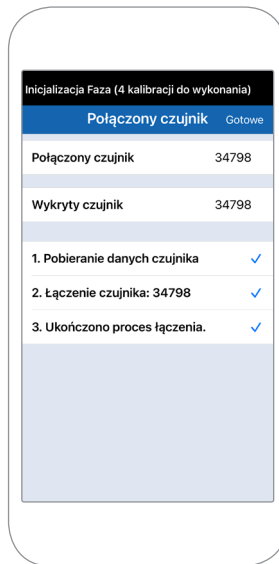 Inicjalizacja Faza (4 kalibracji do wykonania)
Połączony czujnik Gotowe
Połączony czujnik 34798
Wykryty czujnik 34798
1. Pobieranie danych czujnika
2. Łączenie czujnika: 34798
3. Ukończono proces łączenia.